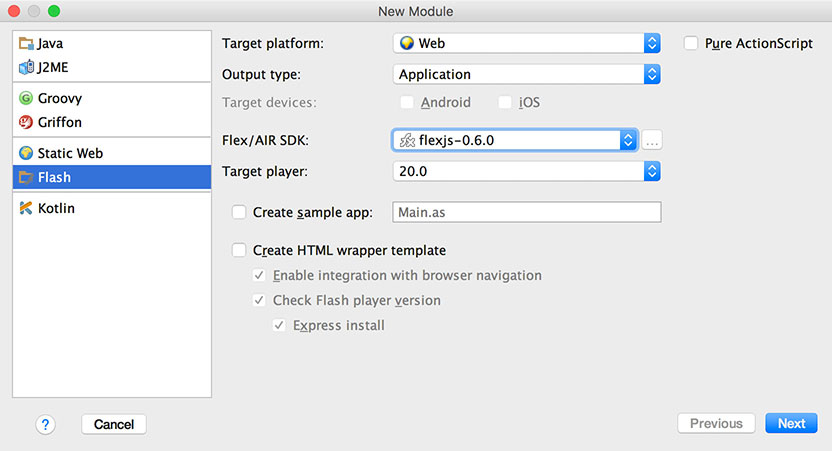 New Module
Java
J2ME
Groovy
Griffon
Static Web
Flash
Kotlin
Target platform: Web Pure ActionScript
Output type: Application
Target devices: Android iOS
Flex/AIR SDK: flexjs-0.6.0 ...
Target player: 20.0
Create sample app: Main.as
Create HTML wrapper template
Enable integration with browser navigation
Check Flash player version
Express install
? Cancel Previous Next